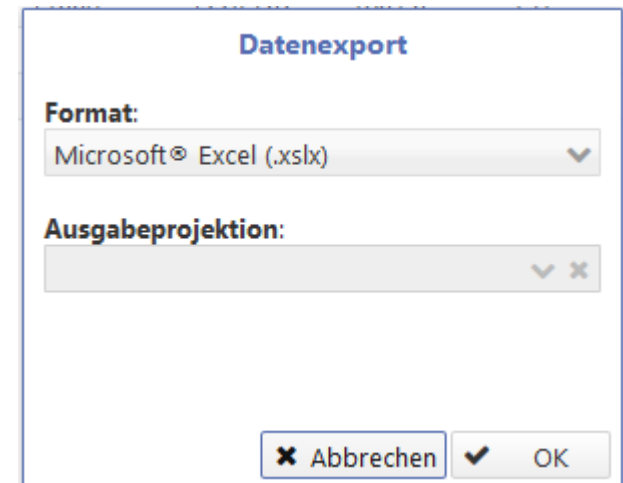 Datenexport
Format:
Microsoft® Excel (.xslx)
Ausgabeprojektion:
Abbrechen
OK